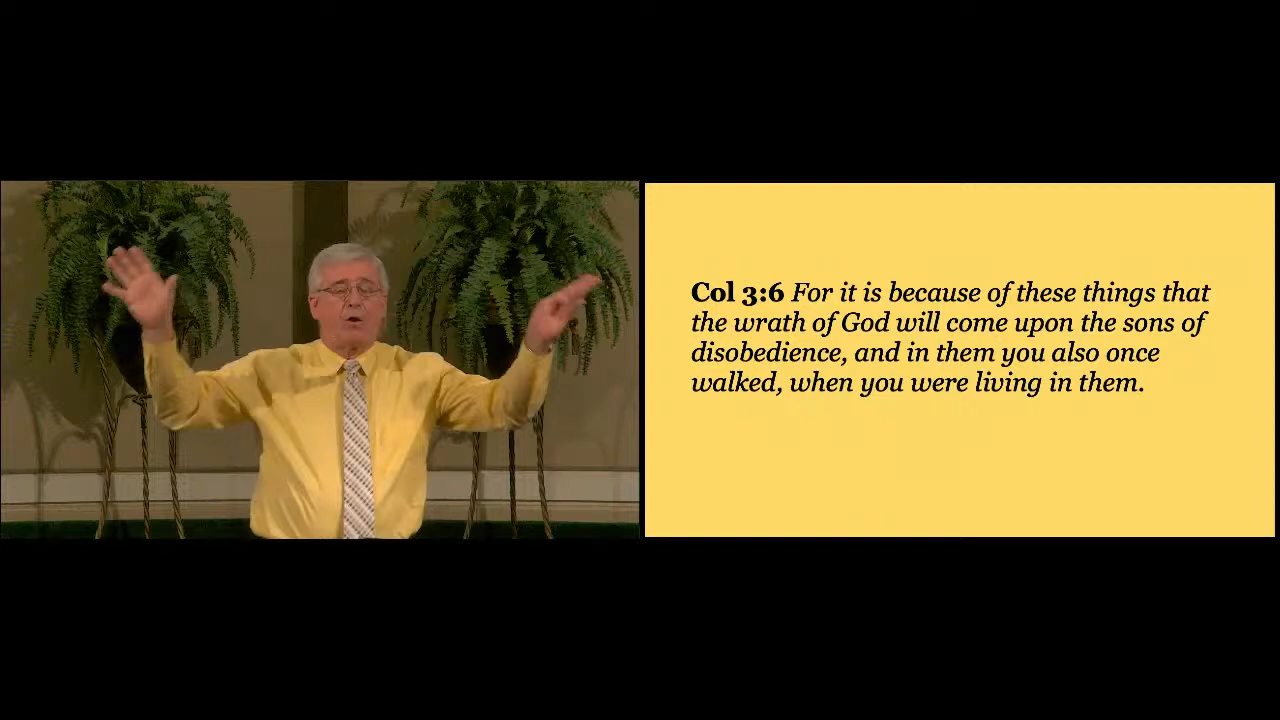 Col 3:6 For it is because of these things that
the wrath of God will come upon the sons of
disobedience, and in them you also once
walked, when you were living in them.